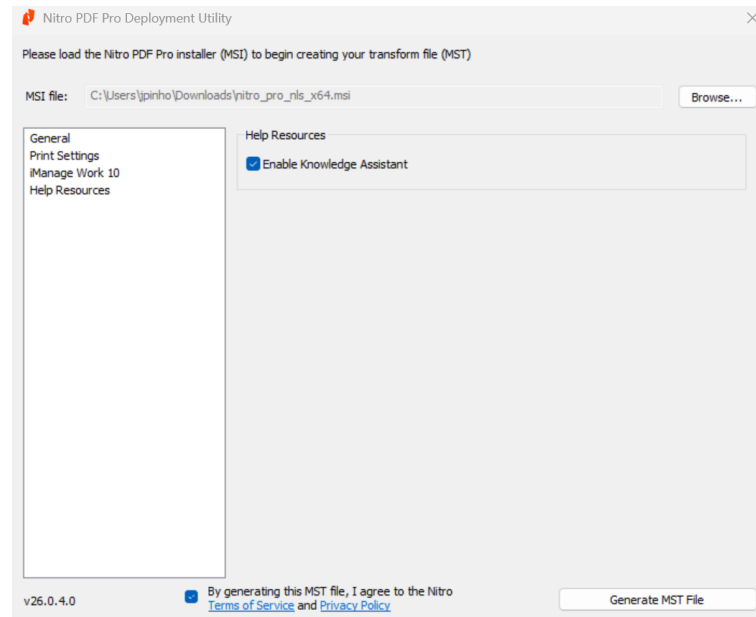 Nitro PDF Pro Deployment Utility
Please load the Nitro PDF Pro installer (MSI) to begin creating your transform file (MST)
MSI file: C:\Users\jpinho\Downloads\nitro_pro_nls_x64.msi Browse...
General
Print Settings
iManage Work 10
Help Resources
Help Resources
Enable Knowledge Assistant
v26.0.4.0
By generating this MST file, I agree to the Nitro
Terms of Service and Privacy Policy
Generate MST File